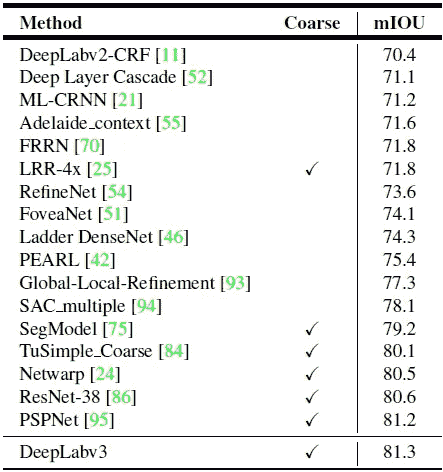 Method Coarse mIOU
DeepLabv2-CRF [11] 70.4
Deep Layer Cascade [52] 71.1
ML-CRNN [21] 71.2
Adelaide_context [55] 71.6
FRRN [70] 71.8
LRR-4x [25] ✓ 71.8
RefineNet [54] 73.6
FoveaNet [51] 74.1
Ladder DenseNet [46] 74.3
PEARL [42] 75.4
Global-Local-Refinement [93] 77.3
SAC_multiple [94] 78.1
SegModel [75] ✓ 79.2
TuSimple_Coarse [84] ✓ 80.1
Netwarp [24] ✓ 80.5
ResNet-38 [86] ✓ 80.6
PSPNet [95] ✓ 81.2
DeepLabv3 ✓ 81.3